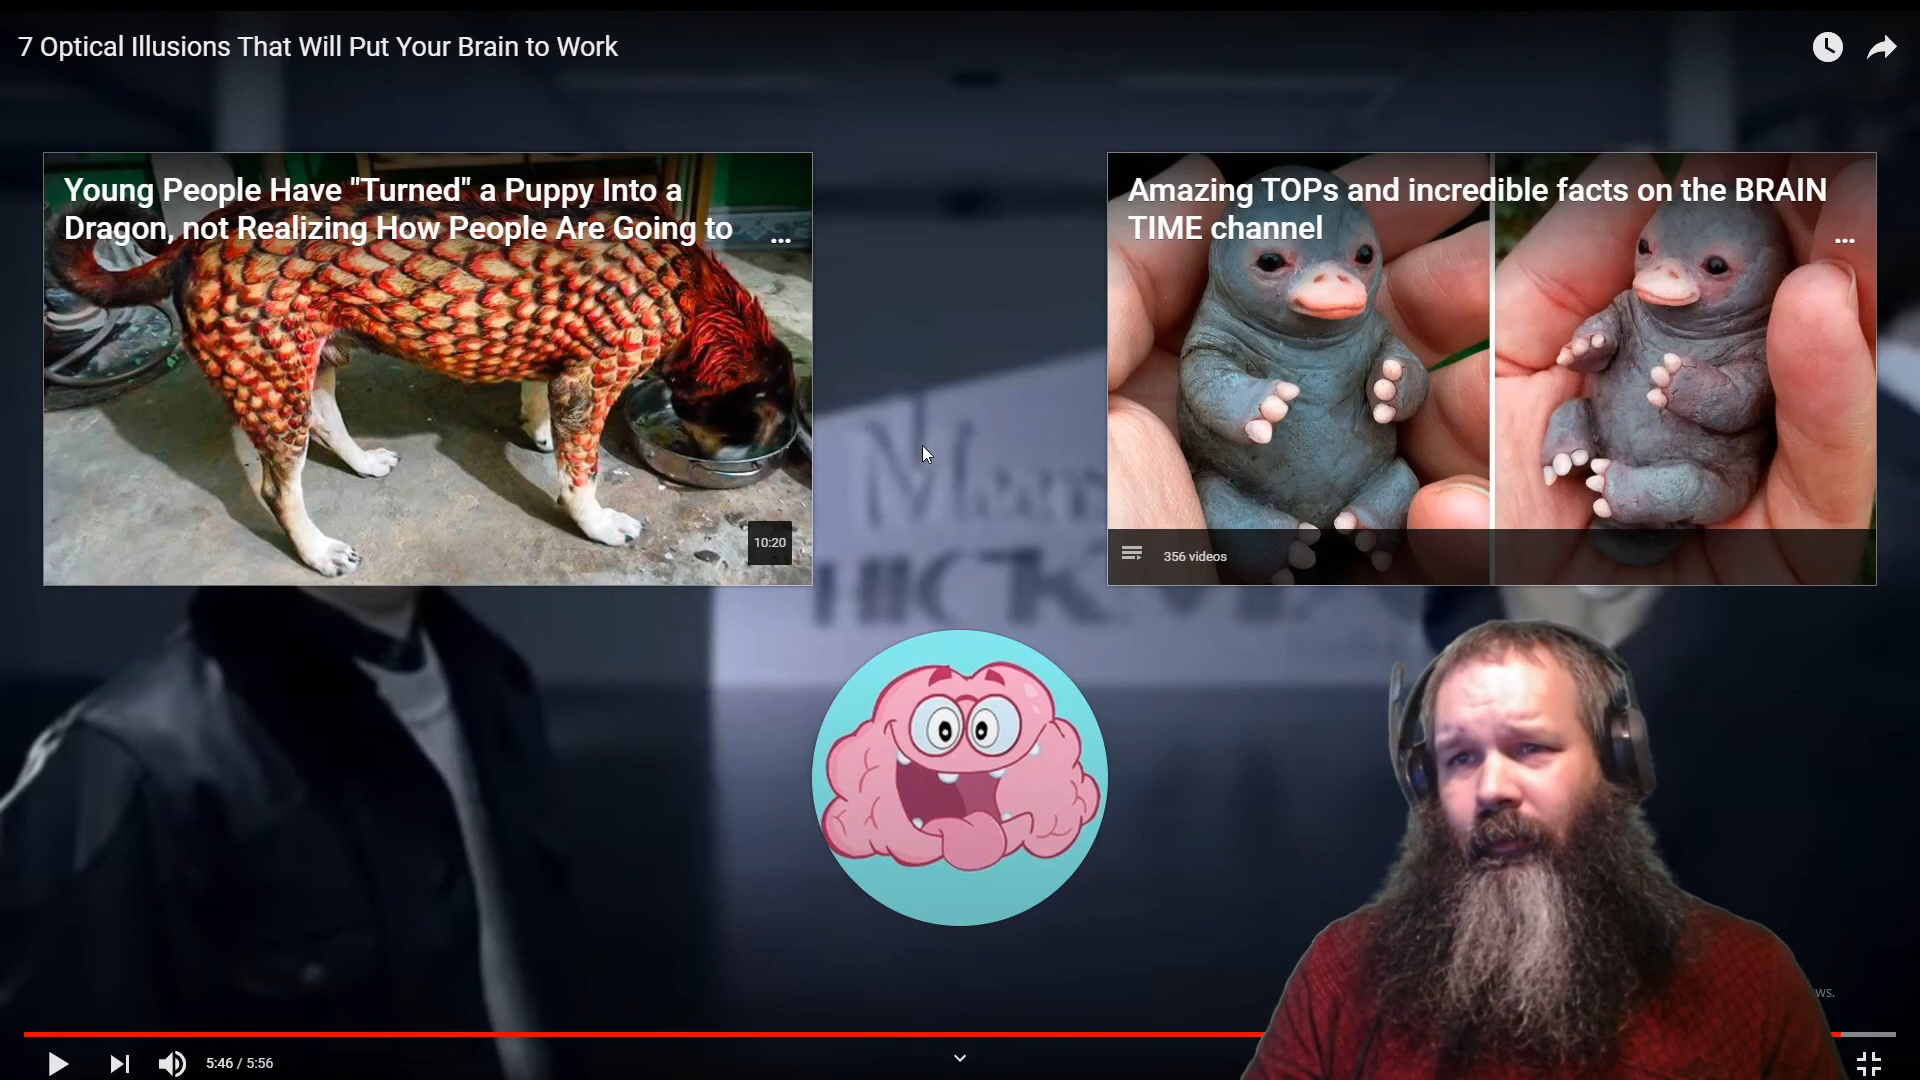 7 Optical Illusions That Will Put Your Brain to Work
Young People Have "Turned" a Puppy Into a
Dragon, not Realizing How People Are Going to
...
10:20
Amazing TOPs and incredible facts on the BRAIN
TIME channel
...
356 videos
ws.
5:46 / 5:56